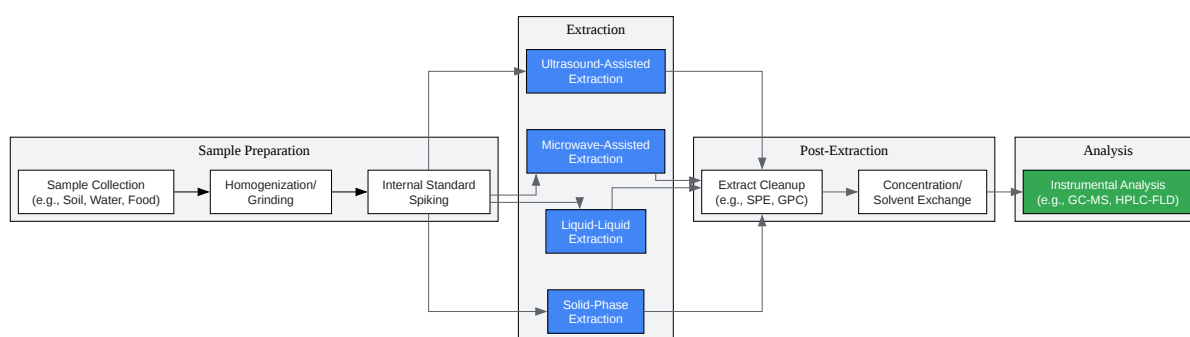 Sample Preparation
Sample Collection
(e.g., Soil, Water, Food)
Homogenization/
Grinding
Internal Standard
Spiking
Extraction
Ultrasound-Assisted
Extraction
Microwave-Assisted
Extraction
Liquid-Liquid
Extraction
Solid-Phase
Extraction
Post-Extraction
Extract Cleanup
(e.g., SPE, GPC)
Concentration/
Solvent Exchange
Analysis
Instrumental Analysis
(e.g., GC-MS, HPLC-FLD)